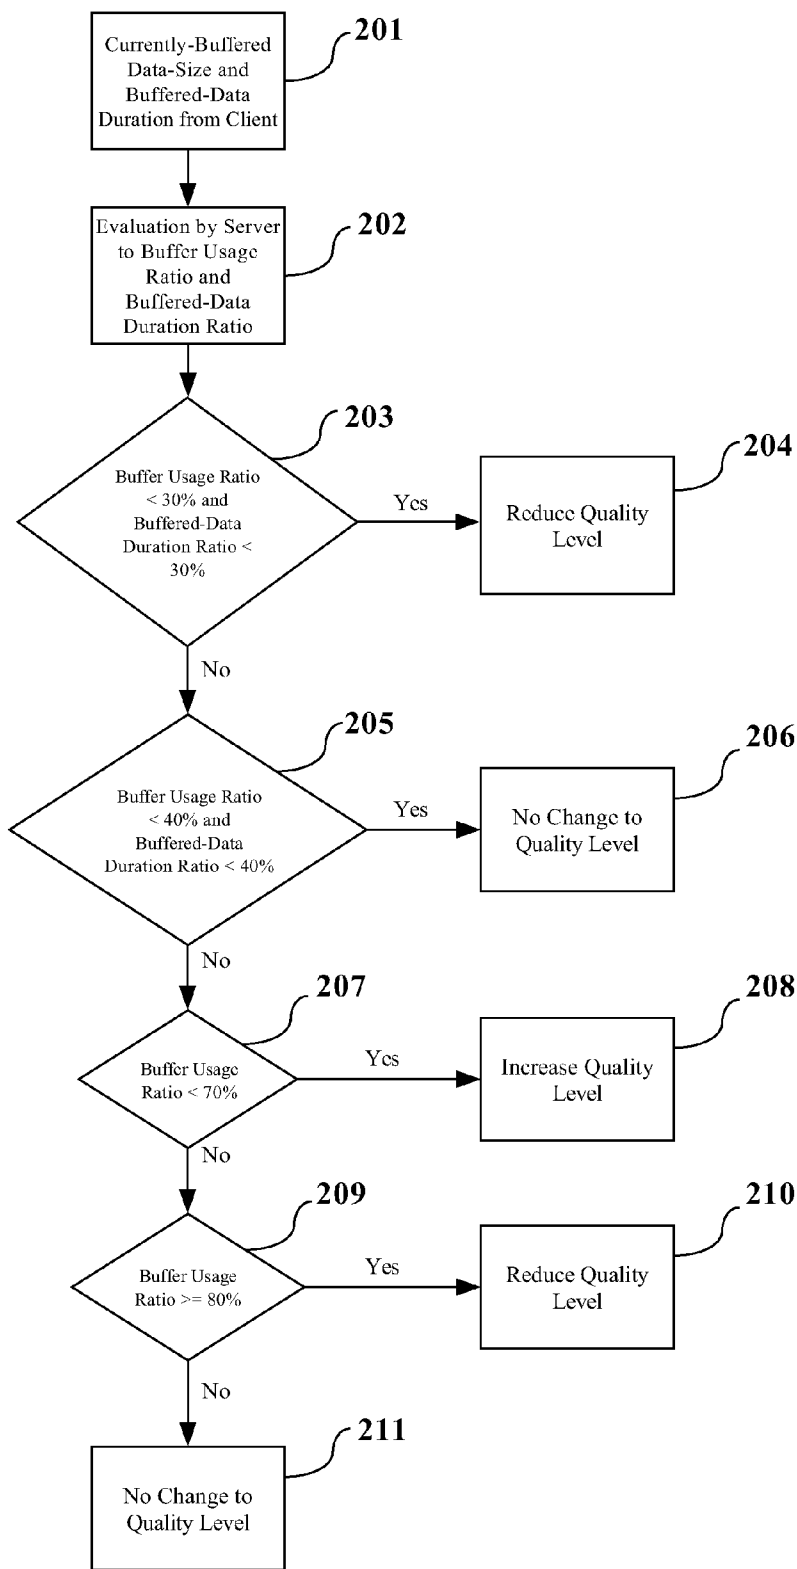 201
Currently-Buffered
Data-Size and
Buffered-Data
Duration from Client
202
Evaluation by Server
to Buffer Usage
Ratio and
Buffered-Data
Duration Ratio
203
Buffer Usage Ratio
< 30% and
Buffered-Data
Duration Ratio <
30%
Yes
204
Reduce Quality
Level
No
205
Buffer Usage Ratio
< 40% and
Buffered-Data
Duration Ratio < 40%
Yes
206
No Change to
Quality Level
No
207
Buffer Usage
Ratio < 70%
Yes
208
Increase Quality
Level
No
209
Buffer Usage
Ratio >= 80%
Yes
210
Reduce Quality
Level
No
211
No Change to
Quality Level